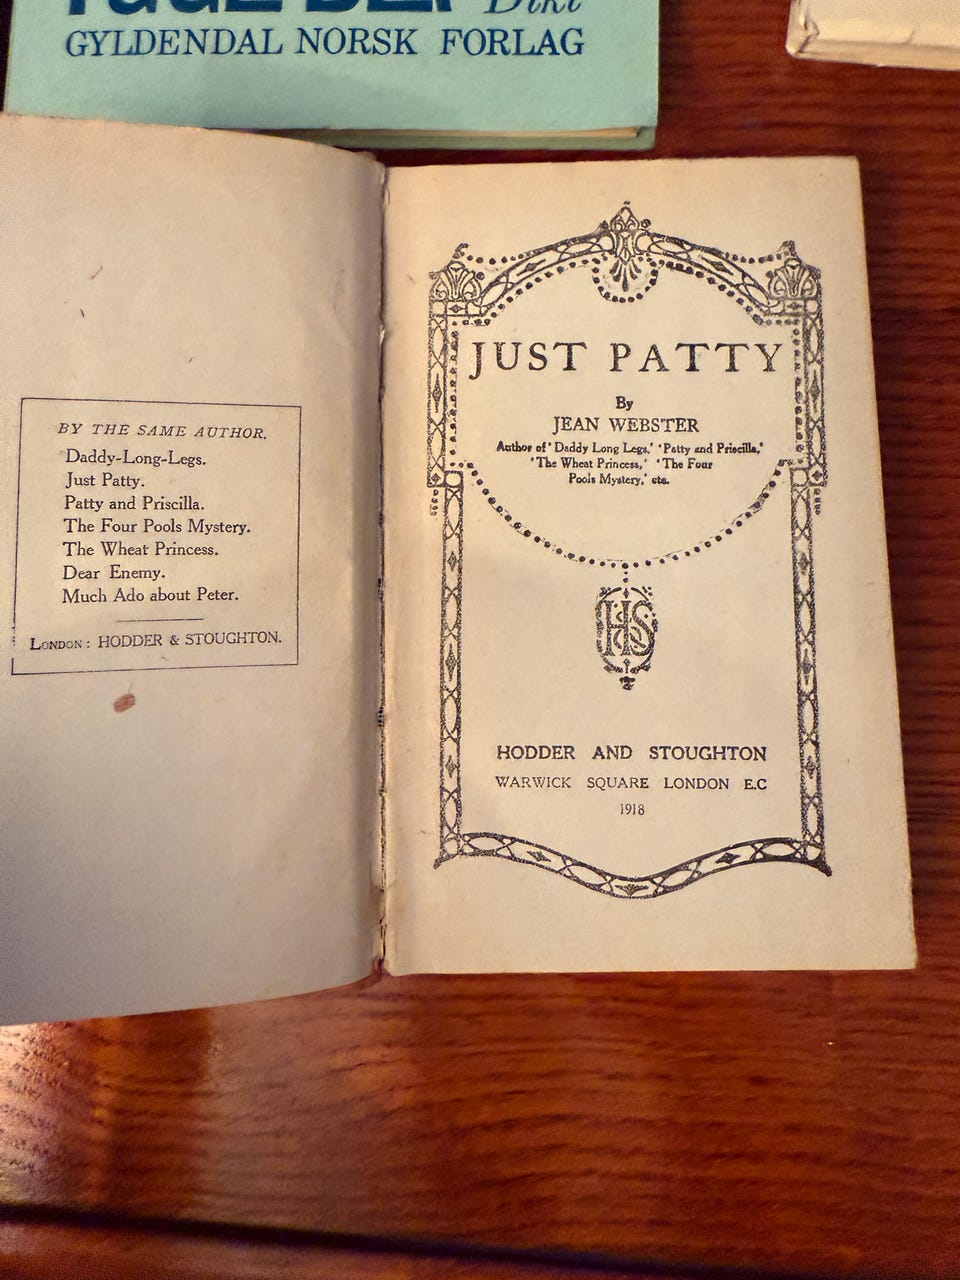 Dikt
GYLDENDAL NORSK FORLAG
BY THE SAME AUTHOR.
Daddy-Long-Legs.
Just Patty.
Patty and Priscilla.
The Four Pools Mystery.
The Wheat Princess.
Dear Enemy.
Much Ado about Peter.
LONDON: HODDER & STOUGHTON.
JUST PATTY
By
JEAN WEBSTER
Author of 'Daddy Long Legs,' 'Patty and Priscilla,'
'The Wheat Princess,' 'The Four
Pools Mystery,' etc.
HS
HODDER AND STOUGHTON
WARWICK SQUARE LONDON E.C
1918